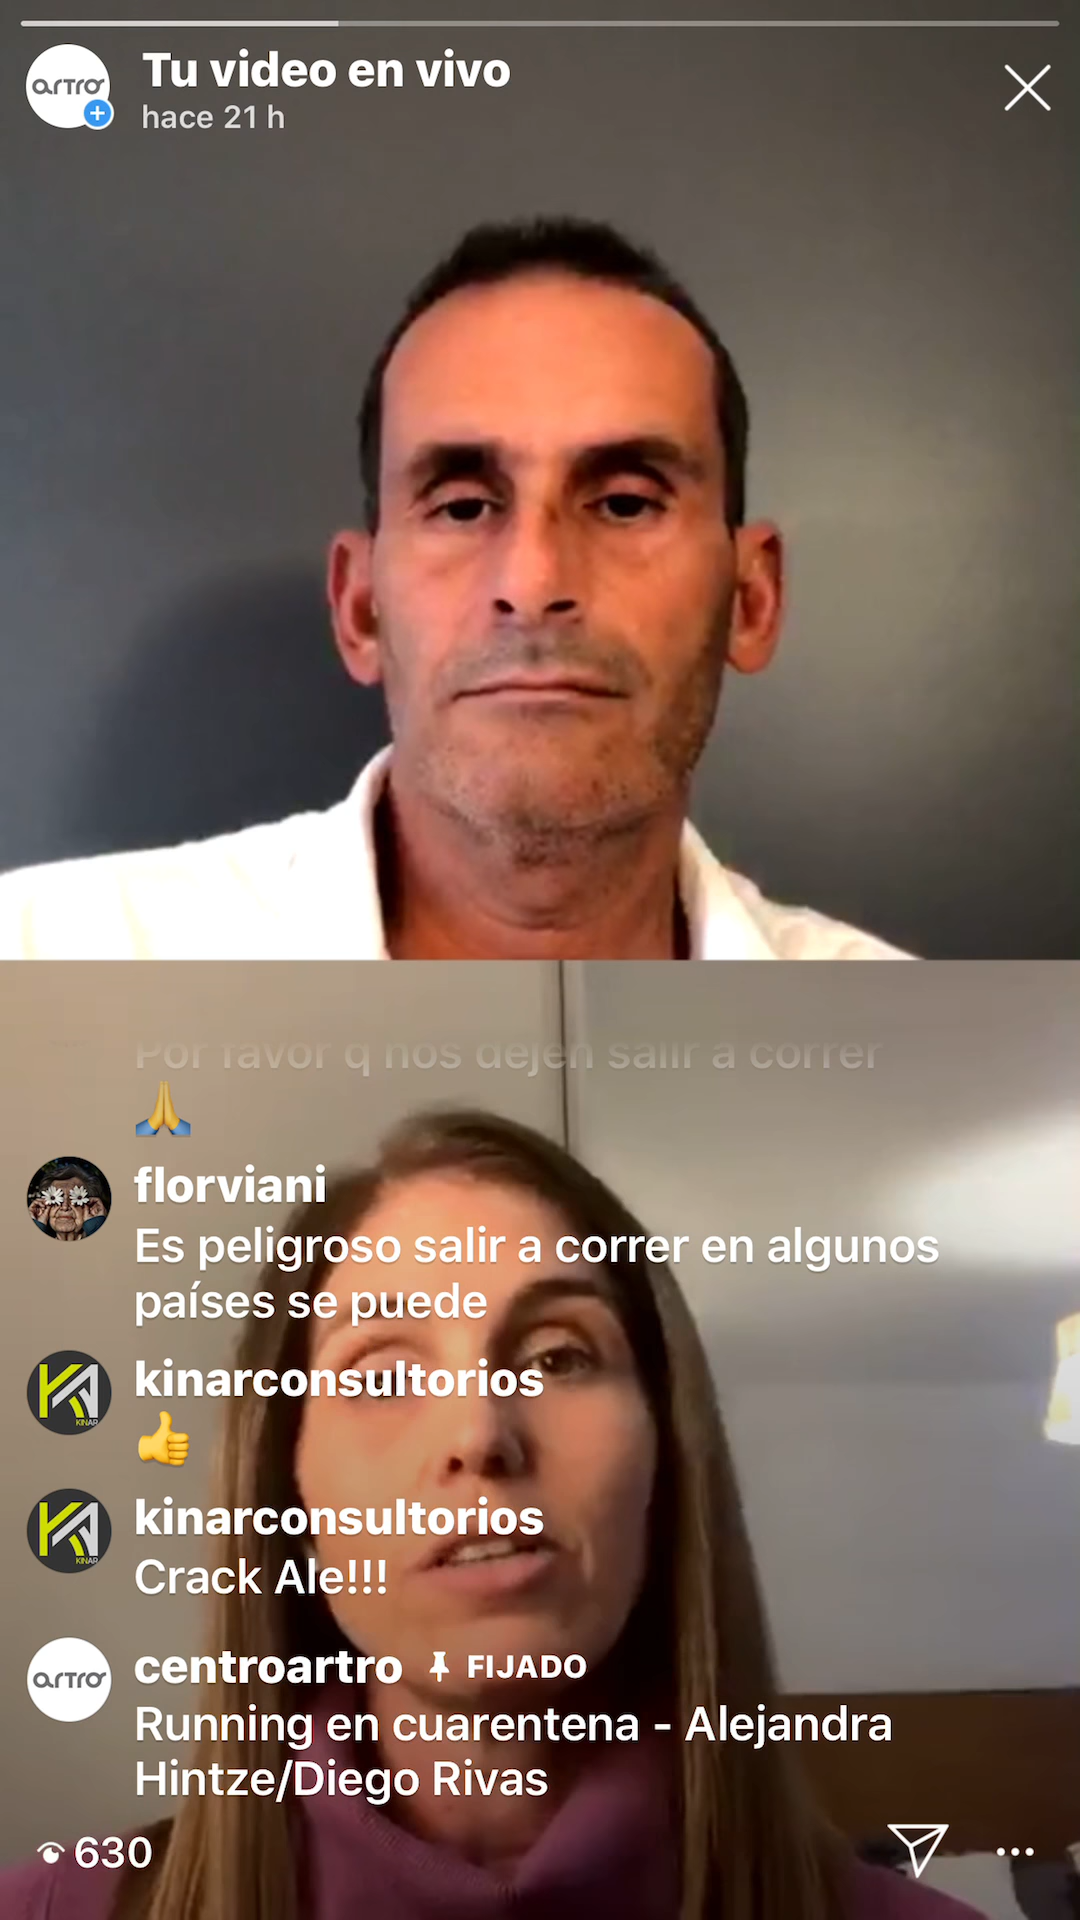 artro
Tu video en vivo
hace 21 h
Por favor q nos dejen salir a correr
🙏
florviani
Es peligroso salir a correr en algunos
países se puede
KINAR
kinarconsultorios
👍
KINAR
kinarconsultorios
Crack Ale!!!
artro
centroartro FIJADO
Running en cuarentena - Alejandra
Hintze/Diego Rivas
630